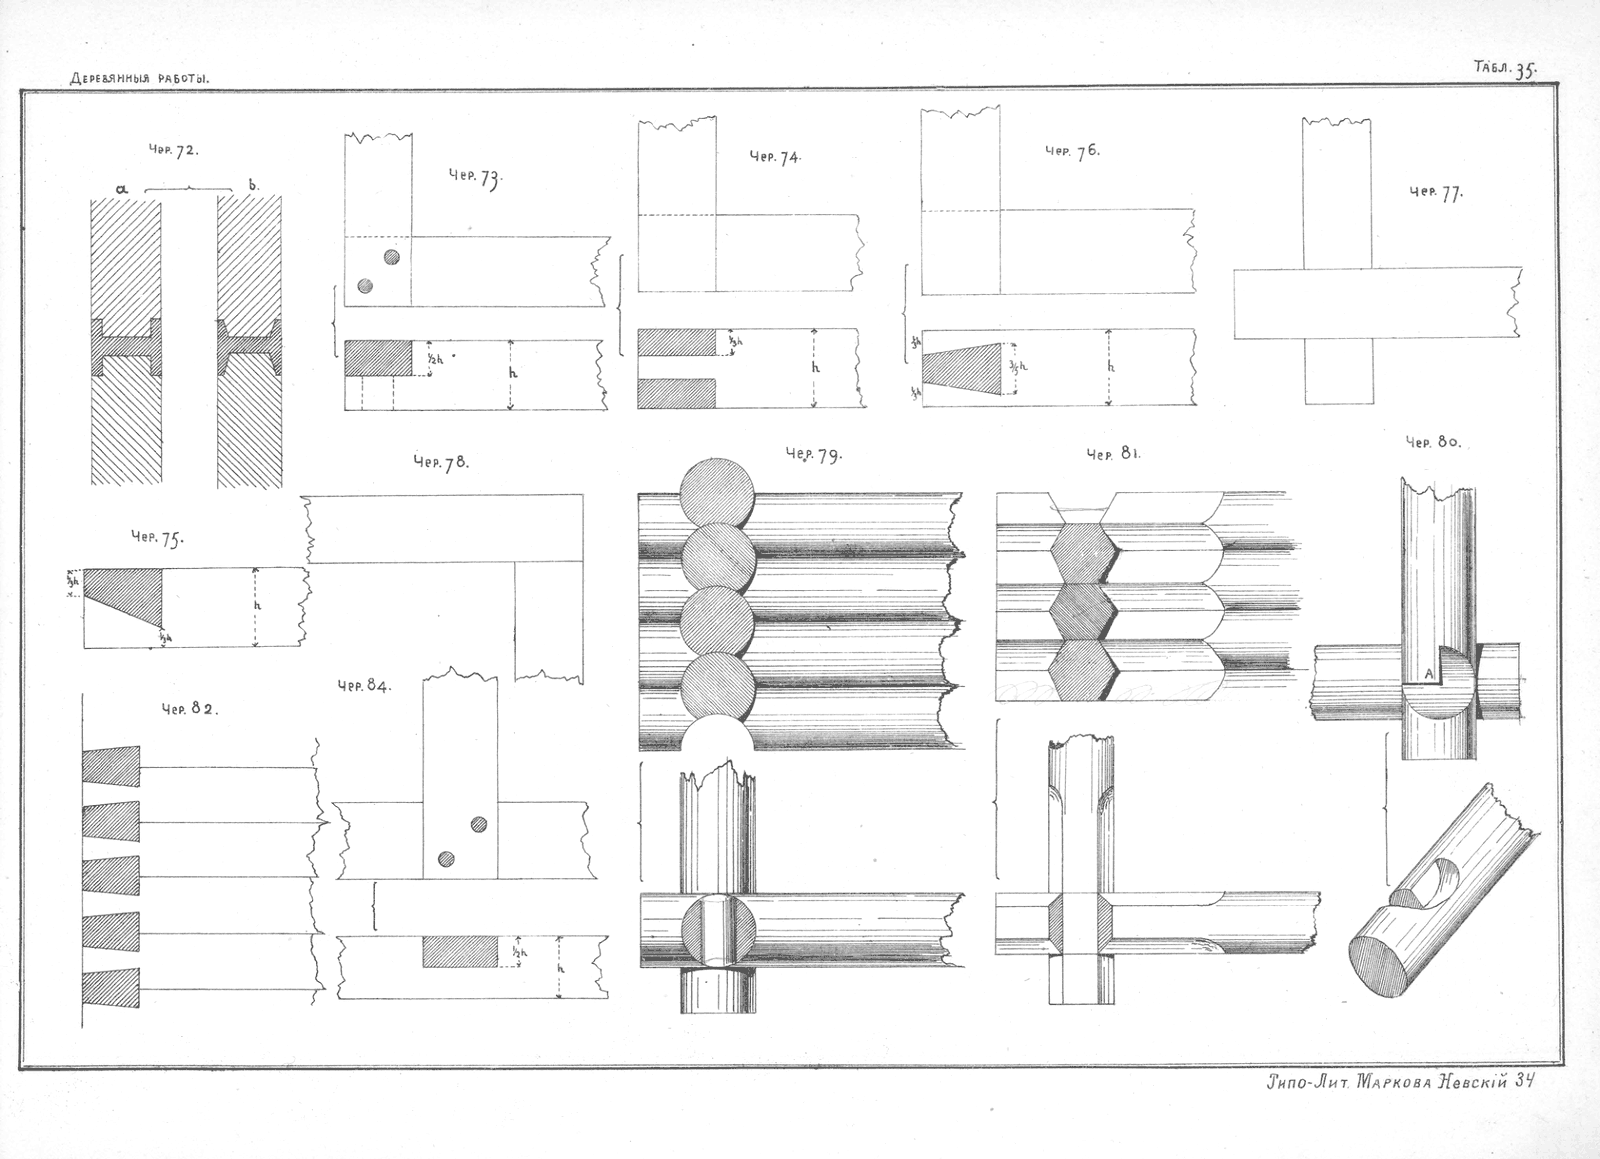 Деревянныя работы.
Табл. 35.
Чер. 72.
a
b.
Чер. 73.
½h
h
Чер. 74.
⅓h
h
Чер. 76.
⅓h
⅓h
⅗h
h
Чер. 77.
Чер. 75.
⅓h
⅓h
h
Чер. 78.
Чер. 79.
Чер. 81.
Чер. 80.
A
Чер. 82.
Чер. 84.
½h
h
Типо-Лит. Маркова Невскій 34